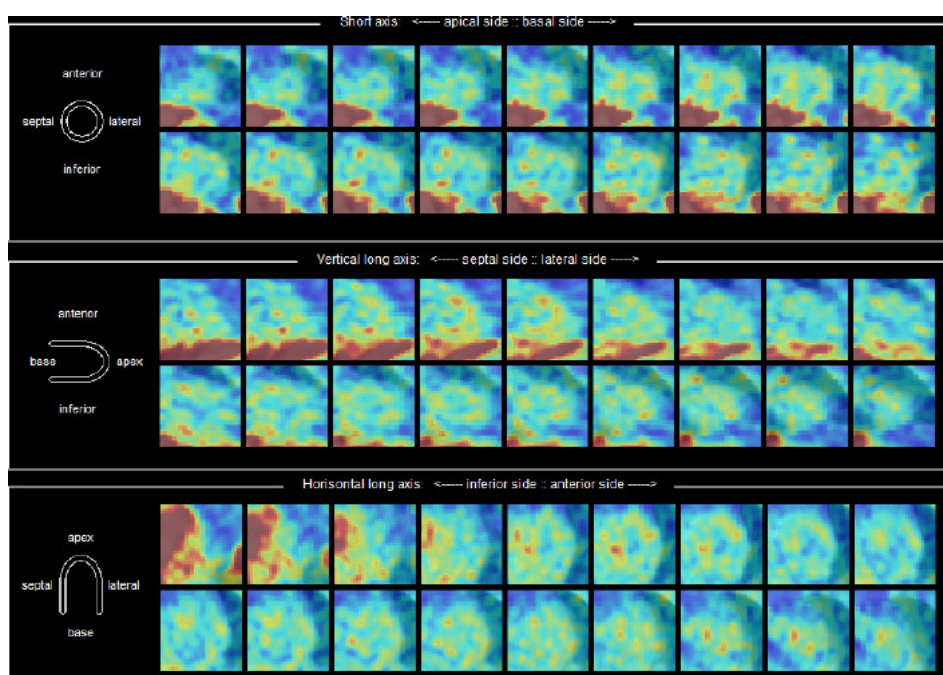 Short axis: <----- apical side :: basal side ----->
anterior
septal lateral
inferior
Vertical long axis: <----- septal side :: lateral side ----->
anterior
base apex
inferior
Horisontal long axis: <----- inferior side :: anterior side ----->
apex
septal lateral
base